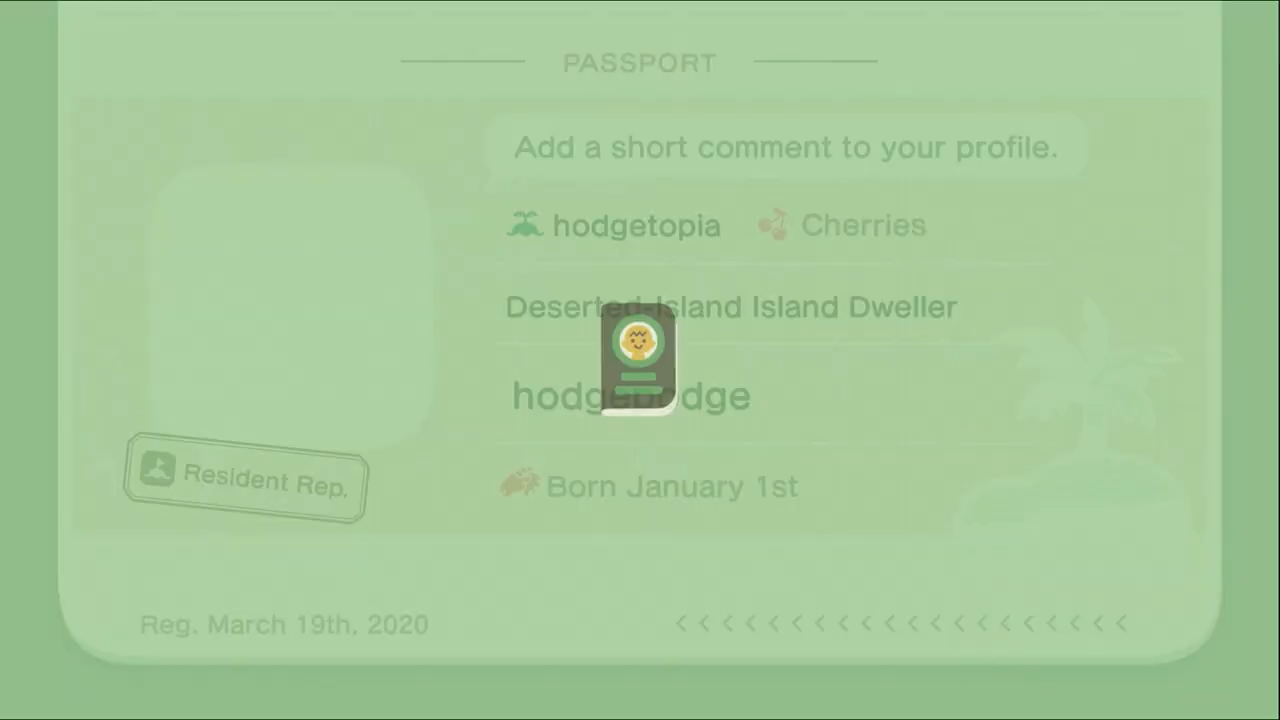 PASSPORT
Add a short comment to your profile.
hodgetopia Cherries
Deserted-Island Island Dweller
hodgepodge
Born January 1st
Resident Rep.
Reg. March 19th, 2020
< < < < < < < < < < < < < < < < < < < <